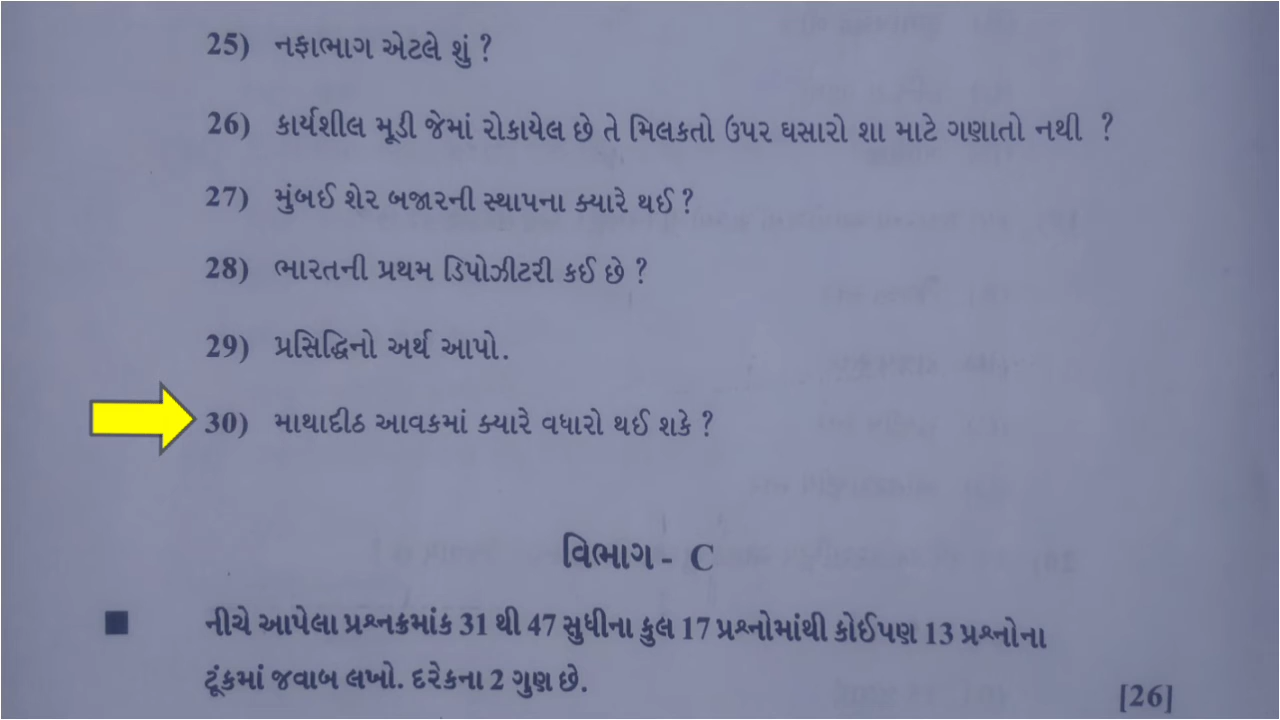 25) નફાભાગ એટલે શું ?
26) કાર્યશીલ મૂડી જેમાં રોકાયેલ છે તે મિલકતો ઉપર ઘસારો શા માટે ગણાતો નથી ?
27) મુંબઈ શેર બજારની સ્થાપના ક્યારે થઈ ?
28) ભારતની પ્રથમ ડિપોઝીટરી કઈ છે ?
29) પ્રસિદ્ધિનો અર્થ આપો.
30) માથાદીઠ આવકમાં ક્યારે વધારો થઈ શકે ?
વિભાગ - C
■ નીચે આપેલા પ્રશ્નક્રમાંક 31 થી 47 સુધીના કુલ 17 પ્રશ્નોમાંથી કોઈપણ 13 પ્રશ્નોના
ટૂંકમાં જવાબ લખો. દરેકના 2 ગુણ છે. [26]